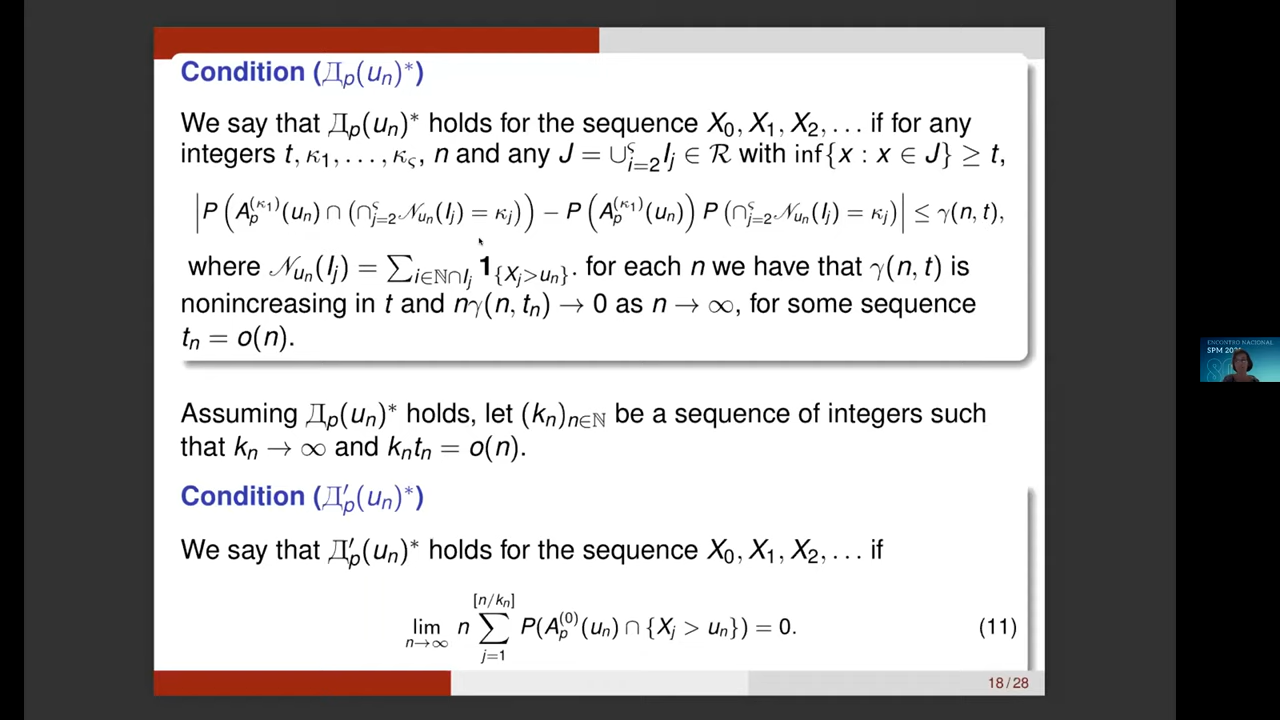 Condition (Д_p(u_n)*)
We say that Д_p(u_n)* holds for the sequence X_0, X_1, X_2, … if for any
integers t, κ_1, …, κ_ς, n and any J = ∪_{i=2}^ς I_j ∈ R with inf{x : x ∈ J} ≥ t,
|P(A_p^{(κ_1)}(u_n) ∩ (∩_{j=2}^ς N_{u_n}(I_j) = κ_j)) − P(A_p^{(κ_1)}(u_n)) P(∩_{j=2}^ς N_{u_n}(I_j) = κ_j)| ≤ γ(n, t),
where N_{u_n}(I_j) = ∑_{i∈ℕ∩I_j} 1_{X_j>u_n}. for each n we have that γ(n, t) is
nonincreasing in t and nγ(n, t_n) → 0 as n → ∞, for some sequence
t_n = o(n).
Assuming Д_p(u_n)* holds, let (k_n)_{n∈ℕ} be a sequence of integers such
that k_n → ∞ and k_n t_n = o(n).
Condition (Д′_p(u_n)*)
We say that Д′_p(u_n)* holds for the sequence X_0, X_1, X_2, … if
lim_{n→∞} n ∑_{j=1}^{[n/k_n]} P(A_p^{(0)}(u_n) ∩ {X_j > u_n}) = 0. (11)
18 / 28
ENCONTRO NACIONAL